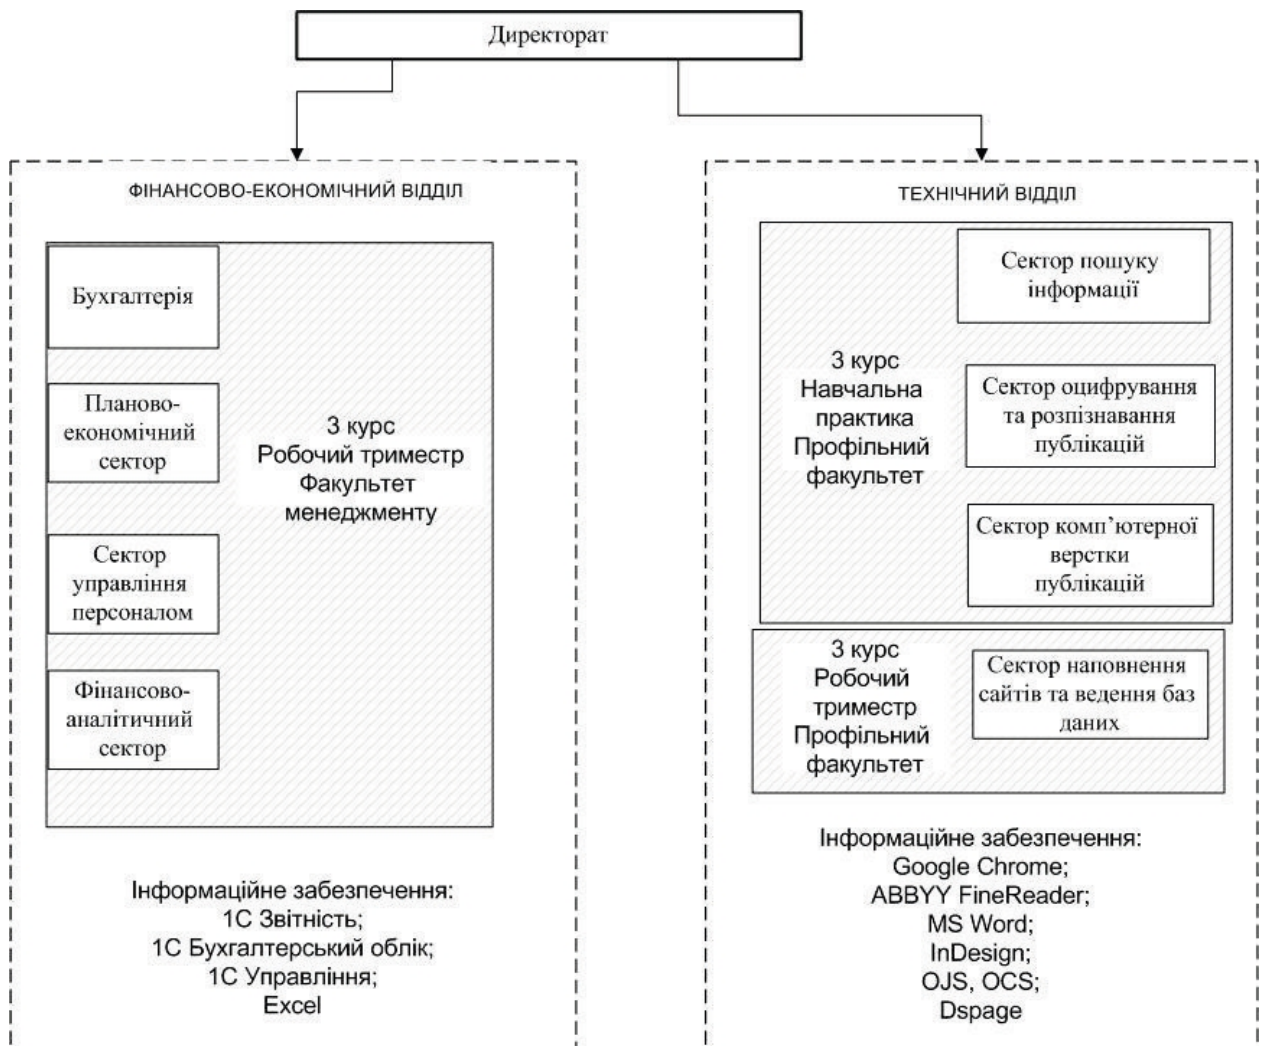 Директорат
ФІНАНСОВО-ЕКОНОМІЧНИЙ ВІДДІЛ
Бухгалтерія
Планово-
економічний
сектор
Сектор
управління
персоналом
Фінансово-
аналітичний
сектор
3 курс
Робочий триместр
Факультет
менеджменту
Інформаційне забезпечення:
1С Звітність;
1С Бухгалтерський облік;
1С Управління;
Excel
ТЕХНІЧНИЙ ВІДДІЛ
3 курс
Навчальна
практика
Профільний
факультет
Сектор пошуку
інформації
Сектор оцифрування
та розпізнавання
публікацій
Сектор комп’ютерної
верстки
публікацій
3 курс
Робочий
триместр
Профільний
факультет
Сектор наповнення
сайтів та ведення баз
даних
Інформаційне забезпечення:
Google Chrome;
ABBYY FineReader;
MS Word;
InDesign;
OJS, OCS;
Dspage